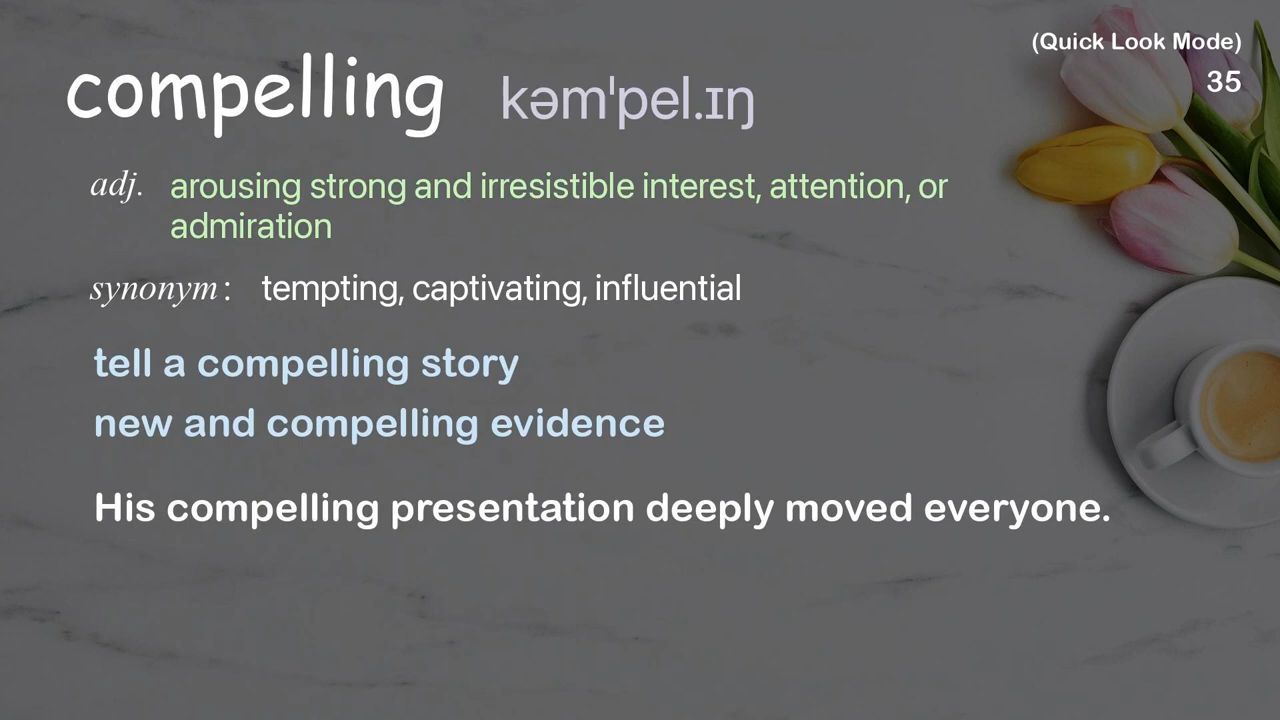 (Quick Look Mode)
35
compelling kəm'pel.ɪŋ
adj. arousing strong and irresistible interest, attention, or
admiration
synonym: tempting, captivating, influential
tell a compelling story
new and compelling evidence
His compelling presentation deeply moved everyone.